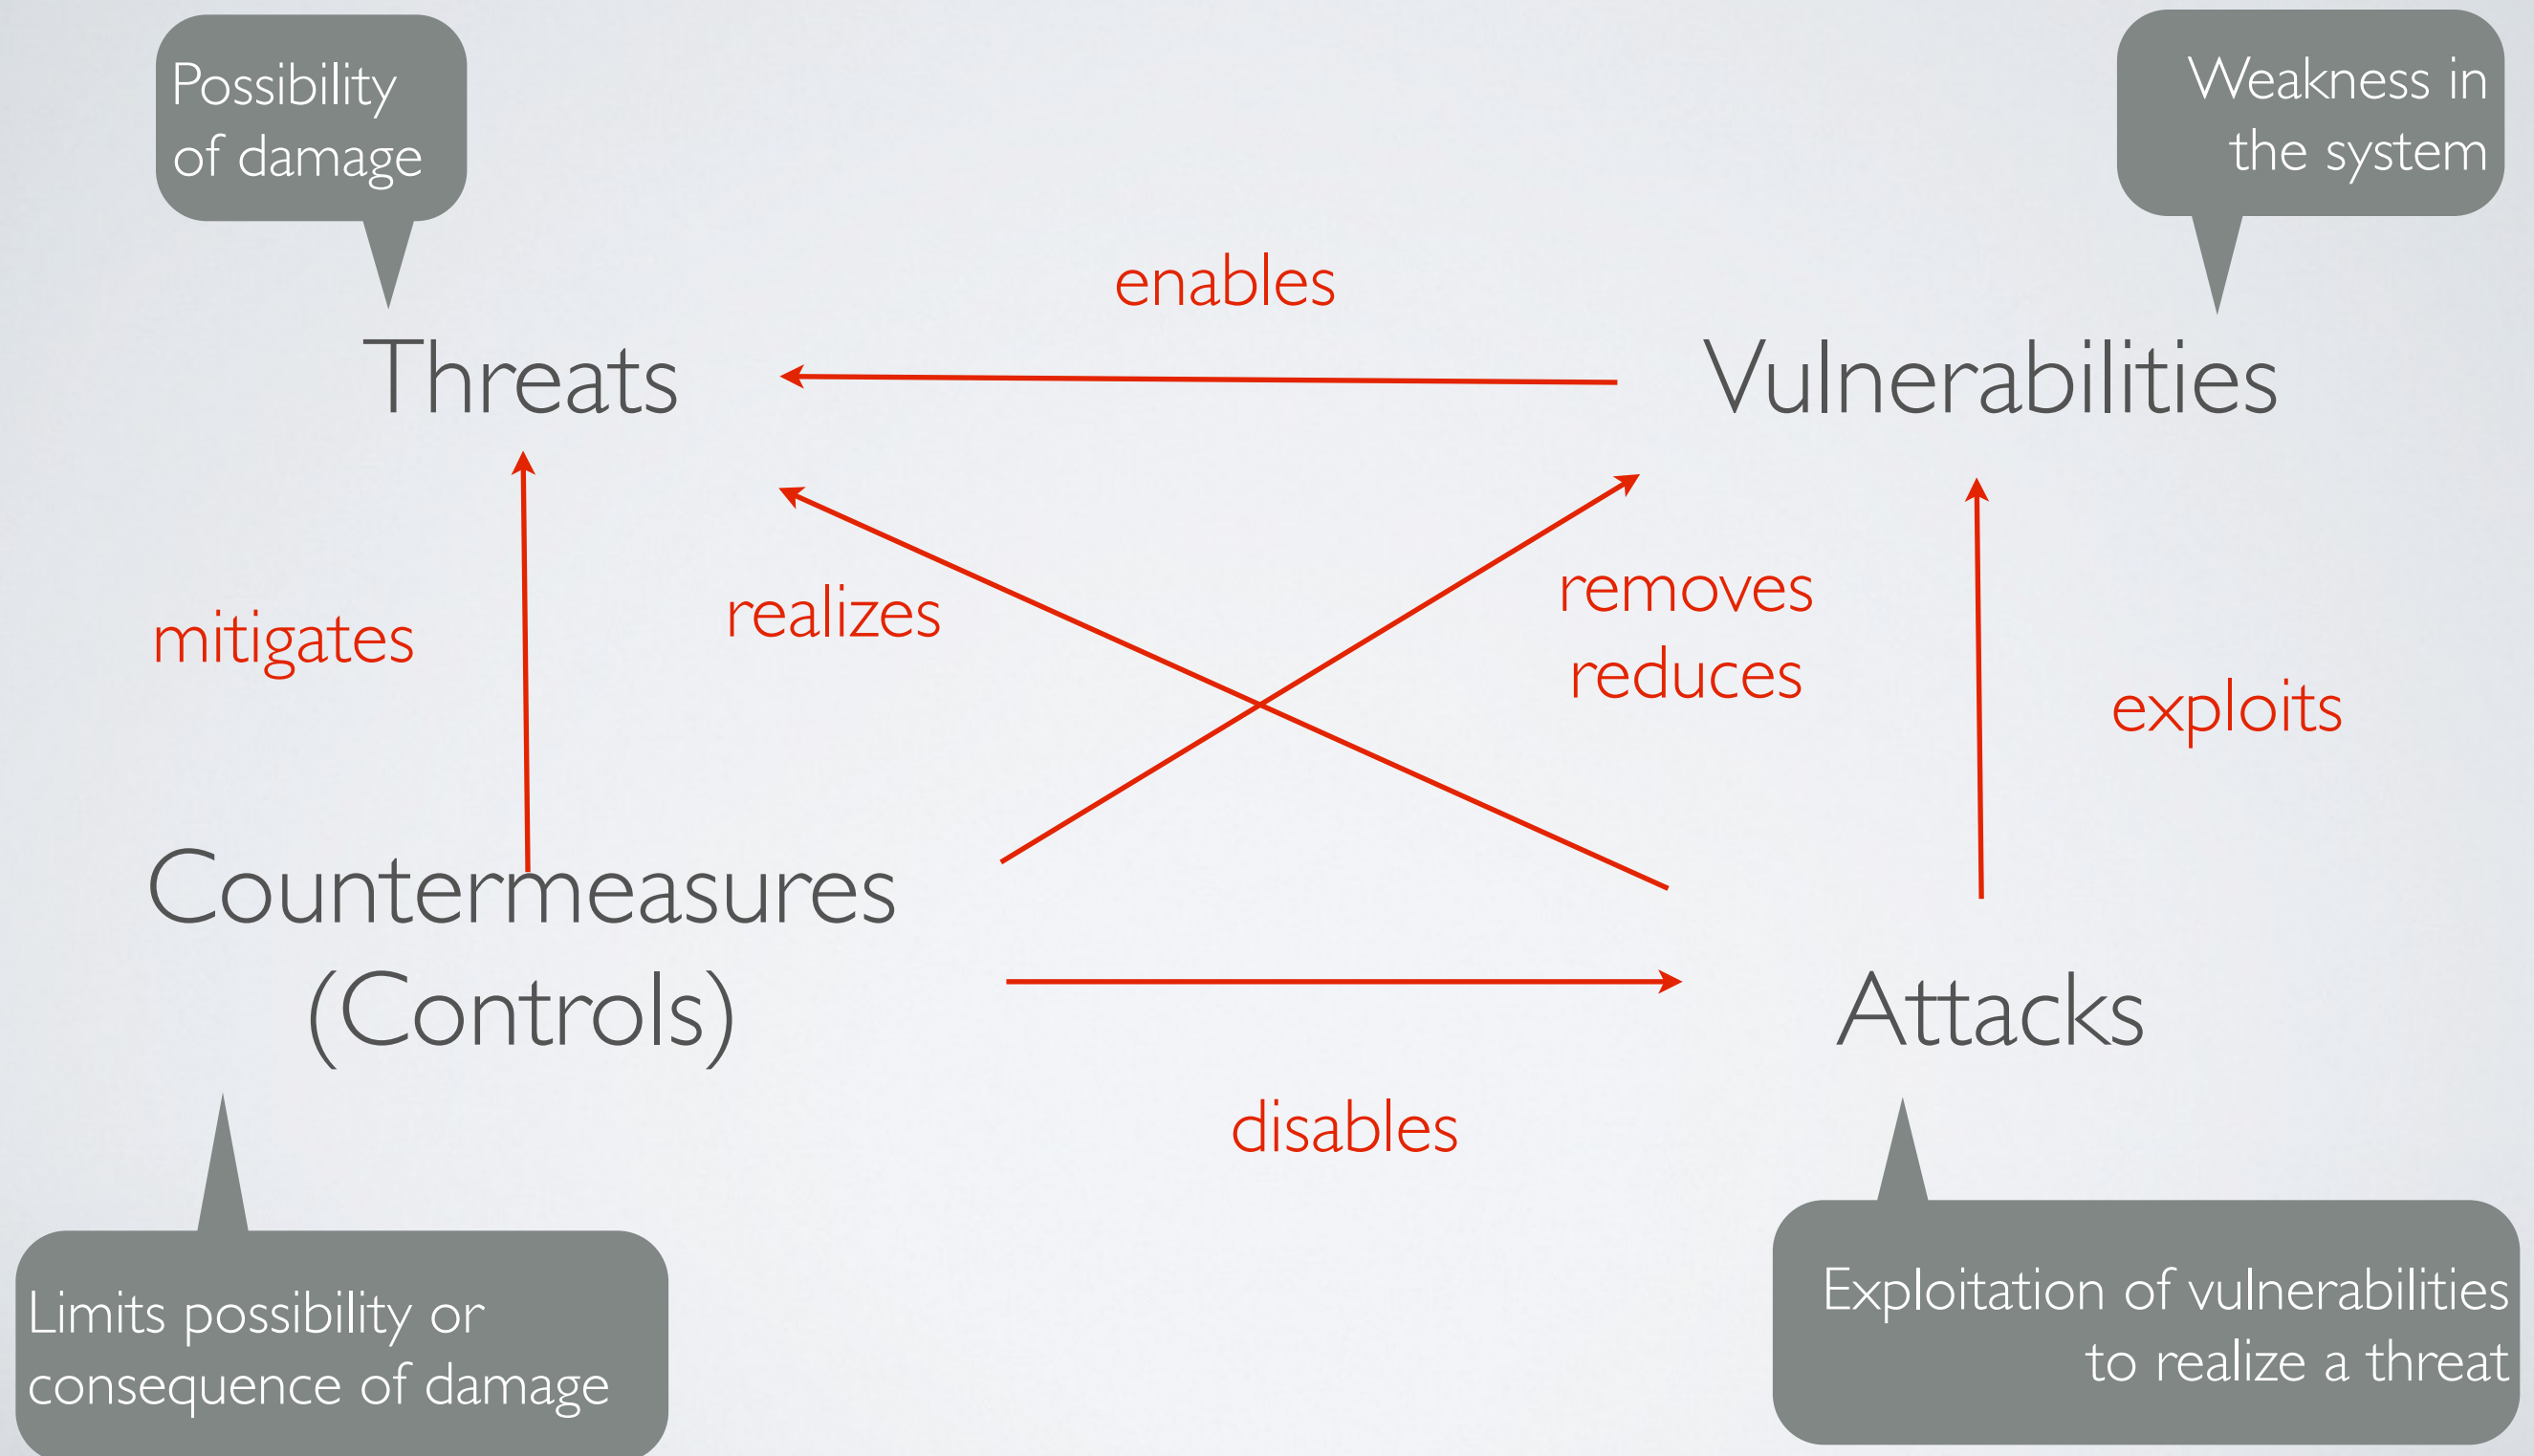 Possibility
of damage
Weakness in
the system
enables
Threats
Vulnerabilities
mitigates
realizes
removes
reduces
exploits
Countermeasures
(Controls)
Attacks
disables
Limits possibility or
consequence of damage
Exploitation of vulnerabilities
to realize a threat